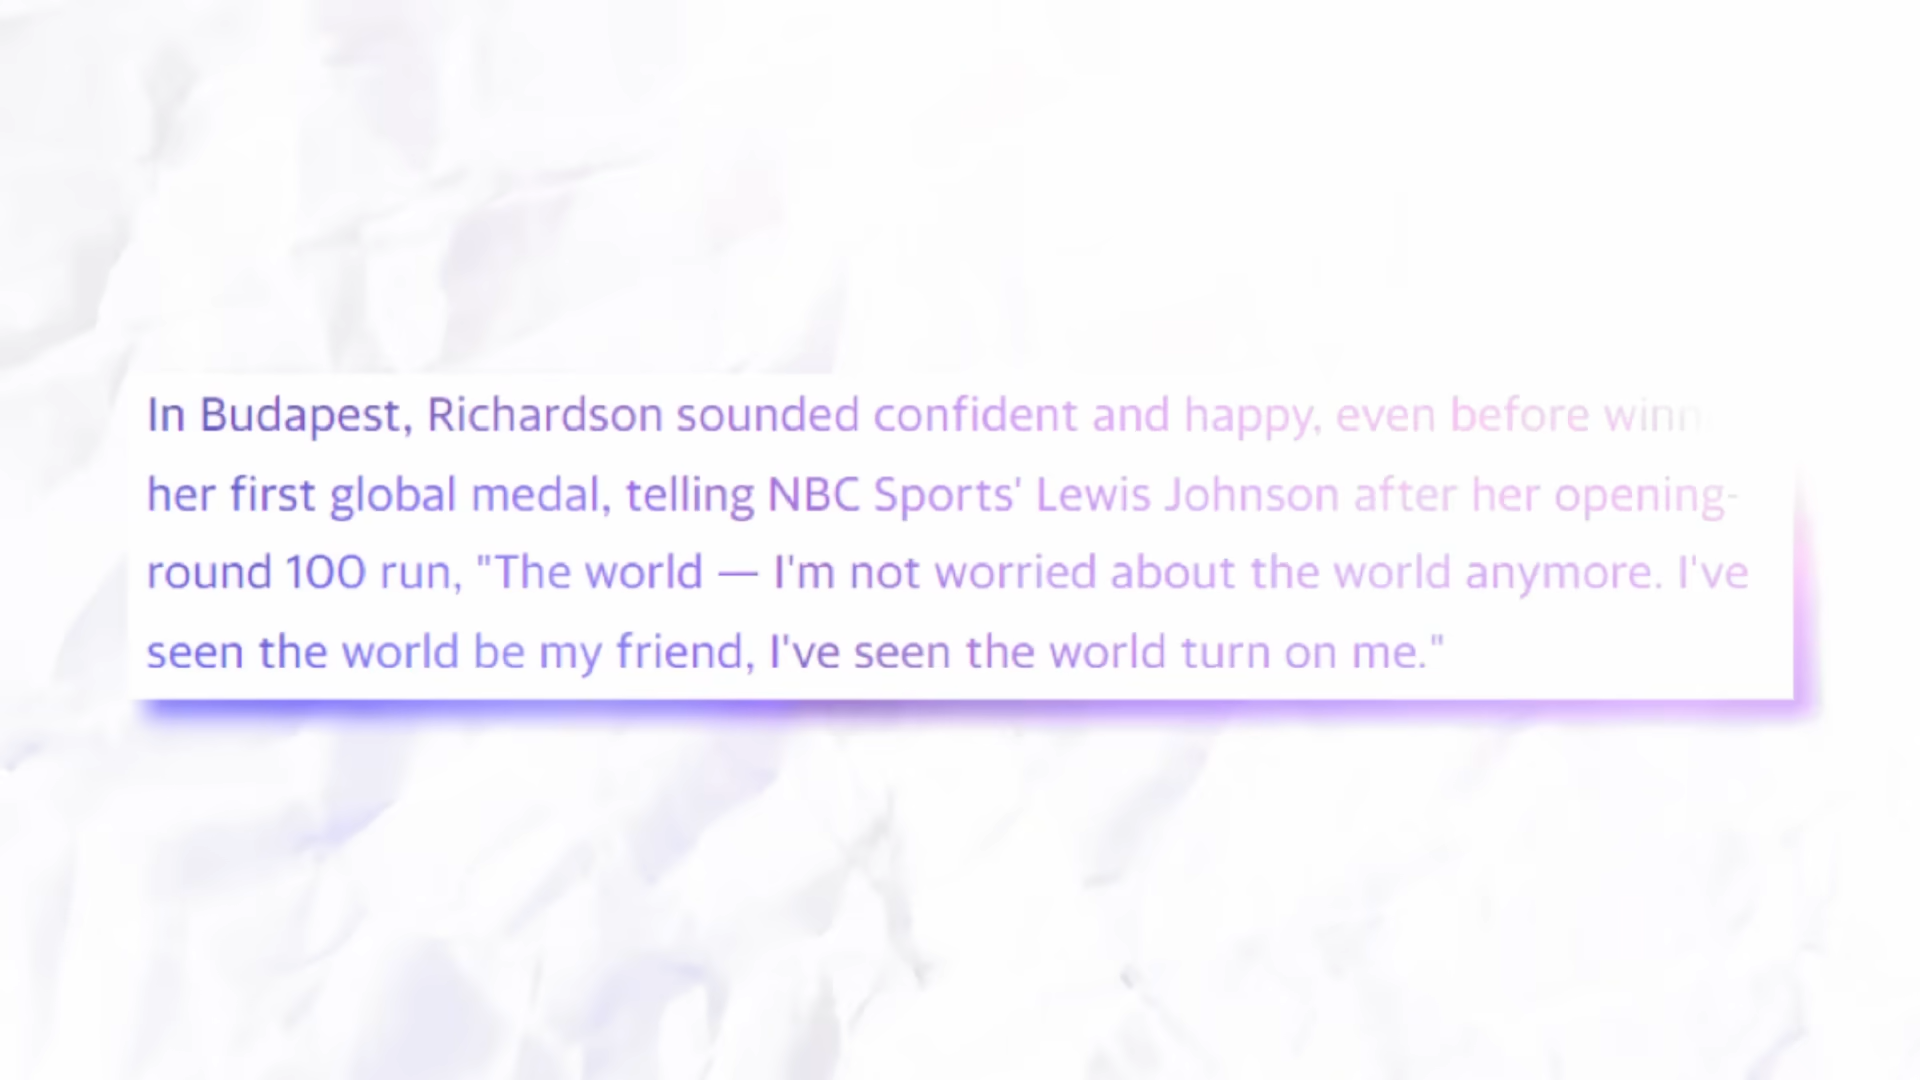 In Budapest, Richardson sounded confident and happy, even before winn
her first global medal, telling NBC Sports' Lewis Johnson after her opening-
round 100 run, "The world — I'm not worried about the world anymore. I've
seen the world be my friend, I've seen the world turn on me."